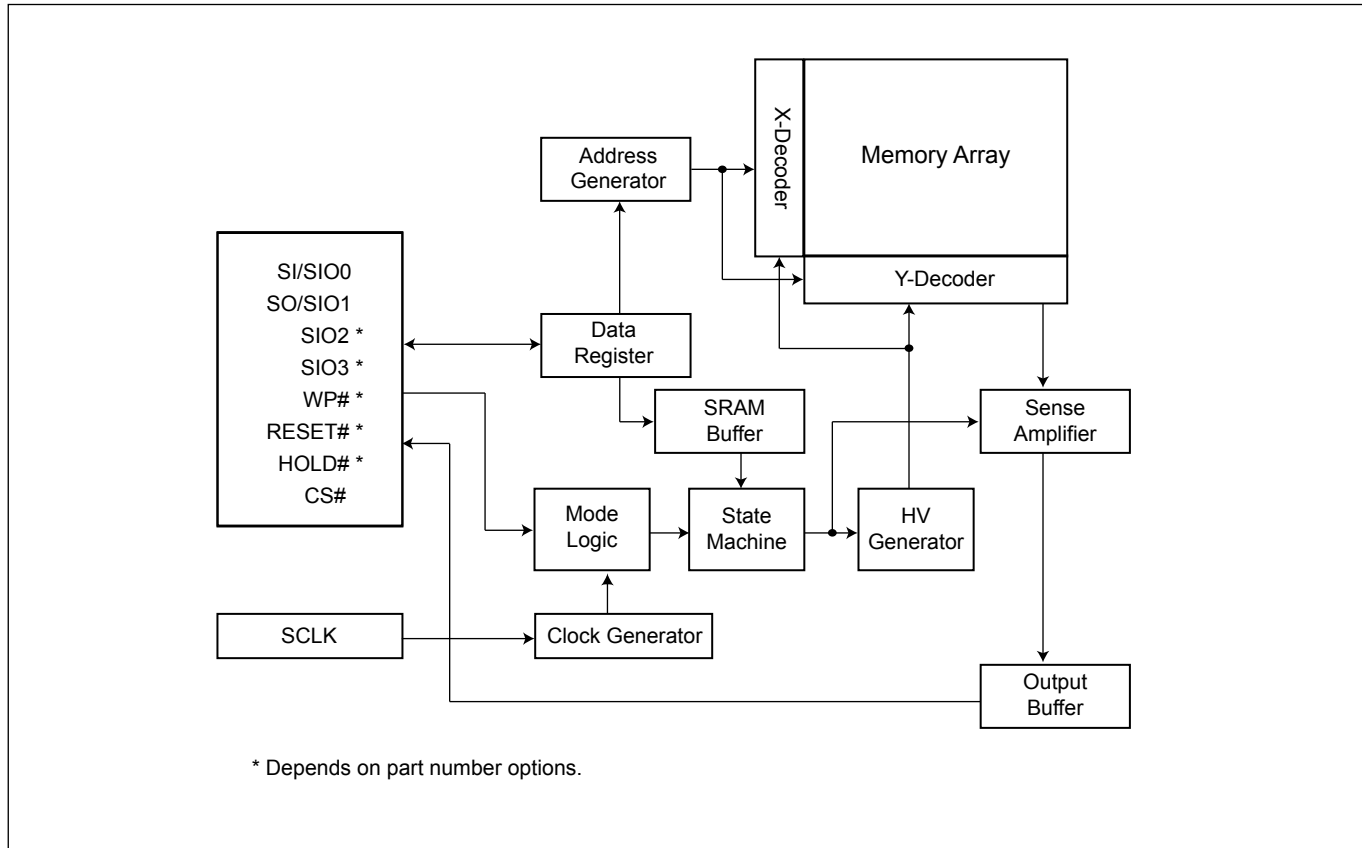 X-Decoder
Memory Array
Address
Generator
Y-Decoder
SI/SIO0
SO/SIO1
SIO2 *
SIO3 *
WP# *
RESET# *
HOLD# *
CS#
Data
Register
SRAM
Buffer
Sense
Amplifier
Mode
Logic
State
Machine
HV
Generator
SCLK
Clock Generator
Output
Buffer
* Depends on part number options.